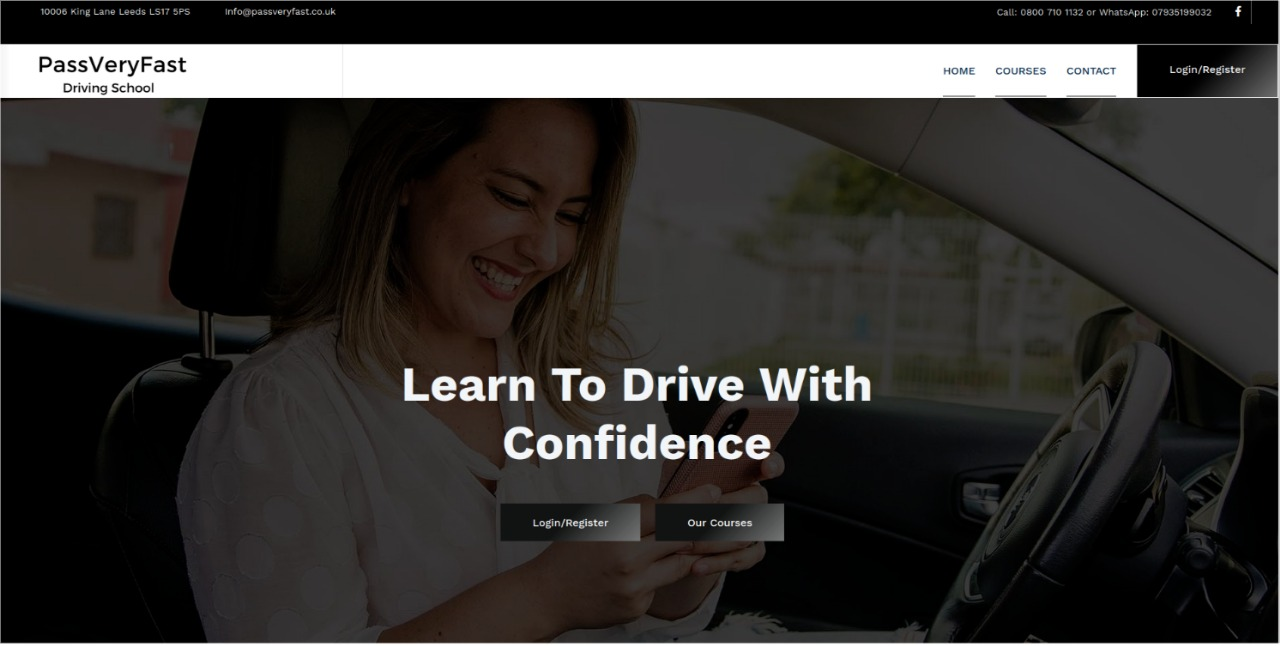 10006 King Lane Leeds LS17 5PS
Info@passveryfast.co.uk
Call: 0800 710 1132 or WhatsApp: 07935199032
PassVeryFast
Driving School
HOME
COURSES
CONTACT
Login/Register
Learn To Drive With
Confidence
Login/Register
Our Courses